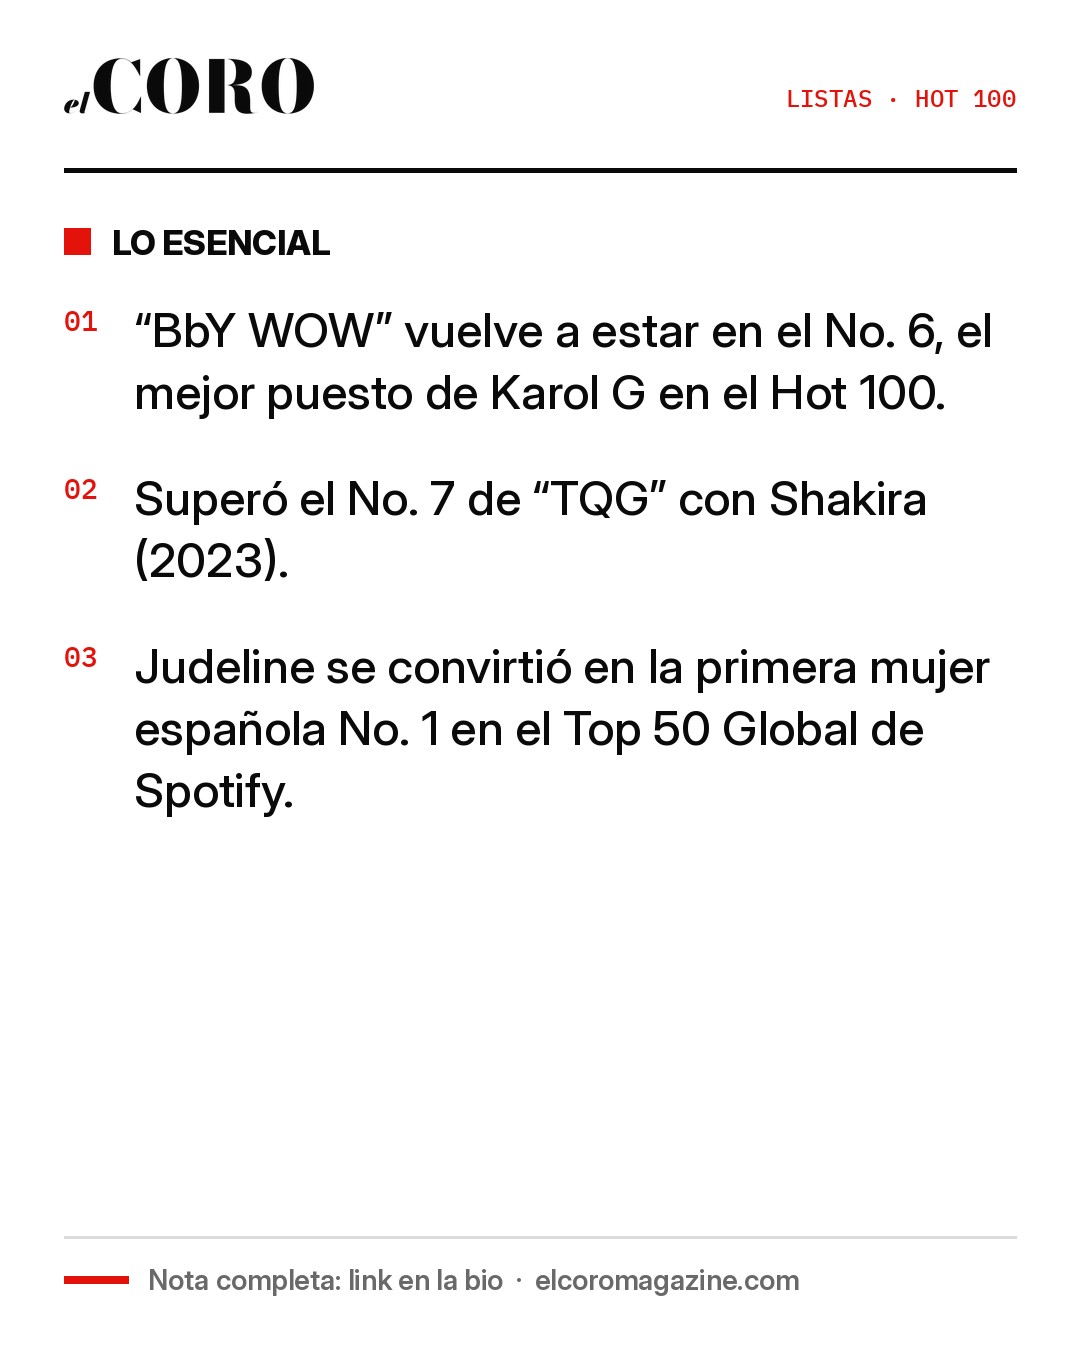 el CORO
LISTAS · HOT 100
LO ESENCIAL
01 “BbY WOW” vuelve a estar en el No. 6, el
mejor puesto de Karol G en el Hot 100.
02 Superó el No. 7 de “TQG” con Shakira
(2023).
03 Judeline se convirtió en la primera mujer
española No. 1 en el Top 50 Global de
Spotify.
Nota completa: link en la bio · elcoromagazine.com